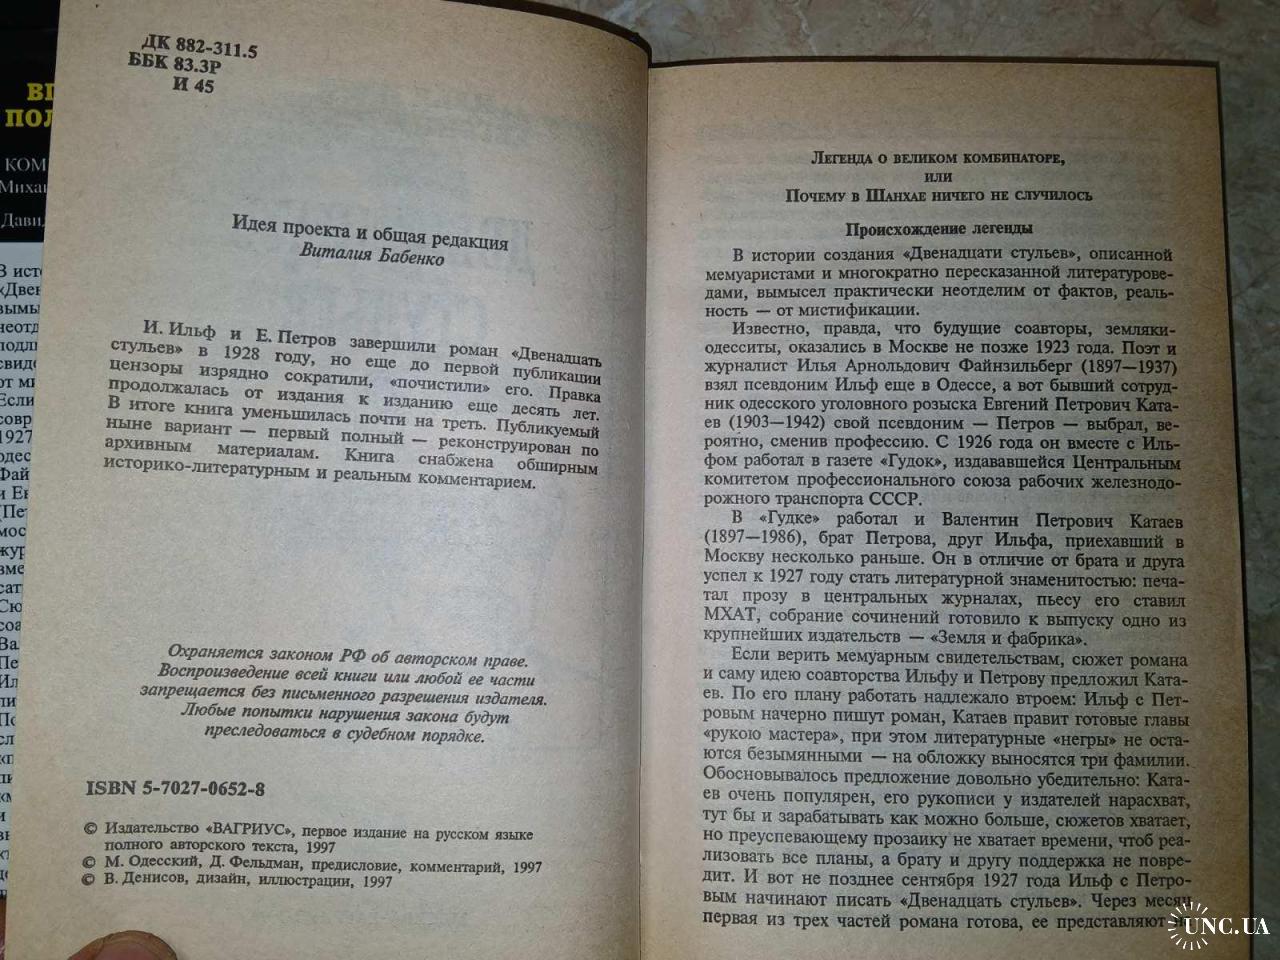 ДК 882-311.5
ББК 83.3Р
И 45
Идея проекта и общая редакция
Виталия Бабенко
И. Ильф и Е. Петров завершили роман «Двенадцать
стульев» в 1928 году, но еще до первой публикации
цензоры изрядно сократили, «почистили» его. Правка
продолжалась от издания к изданию еще десять лет.
В итоге книга уменьшилась почти на треть. Публикуемый
ныне вариант — первый полный — реконструирован по
архивным материалам. Книга снабжена обширным
историко-литературным и реальным комментарием.
Охраняется законом РФ об авторском праве.
Воспроизведение всей книги или любой ее части
запрещается без письменного разрешения издателя.
Любые попытки нарушения закона будут
преследоваться в судебном порядке.
ISBN 5-7027-0652-8
© Издательство «ВАГРИУС», первое издание на русском языке
полного авторского текста, 1997
© М. Одесский, Д. Фельдман, предисловие, комментарий, 1997
© В. Денисов, дизайн, иллюстрации, 1997
Легенда о великом комбинаторе,
или
Почему в Шанхае ничего не случилось
Происхождение легенды
В истории создания «Двенадцати стульев», описанной
мемуаристами и многократно пересказанной литературове-
дами, вымысел практически неотделим от фактов, реаль-
ность — от мистификации.
Известно, правда, что будущие соавторы, земляки-
одесситы, оказались в Москве не позже 1923 года. Поэт и
журналист Илья Арнольдович Файнзильберг (1897—1937)
взял псевдоним Ильф еще в Одессе, а вот бывший сотруд-
ник одесского уголовного розыска Евгений Петрович Ката-
ев (1903—1942) свой псевдоним — Петров — выбрал, ве-
роятно, сменив профессию. С 1926 года он вместе с Иль-
фом работал в газете «Гудок», издававшейся Центральным
комитетом профессионального союза рабочих железнодо-
рожного транспорта СССР.
В «Гудке» работал и Валентин Петрович Катаев
(1897—1986), брат Петрова, друг Ильфа, приехавший в
Москву несколько раньше. Он в отличие от брата и друга
успел к 1927 году стать литературной знаменитостью: печа-
тал прозу в центральных журналах, пьесу его ставил
МХАТ, собрание сочинений готовило к выпуску одно из
крупнейших издательств — «Земля и фабрика».
Если верить мемуарным свидетельствам, сюжет романа
и саму идею соавторства Ильфу и Петрову предложил Ката-
ев. По его плану работать надлежало втроем: Ильф с Пет-
ровым начерно пишут роман, Катаев правит готовые главы
«рукою мастера», при этом литературные «негры» не оста-
ются безымянными — на обложку выносятся три фамилии.
Обосновывалось предложение довольно убедительно: Ката-
ев очень популярен, его рукописи у издателей нарасхват,
тут бы и зарабатывать как можно больше, сюжетов хватает,
но преуспевающему прозаику не хватает времени, чтоб реа-
лизовать все планы, а брату и другу поддержка не повре-
дит. И вот не позднее сентября 1927 года Ильф с Петро-
вым начинают писать «Двенадцать стульев». Через месяц
первая из трех частей романа готова, ее представляют
UNC.UA